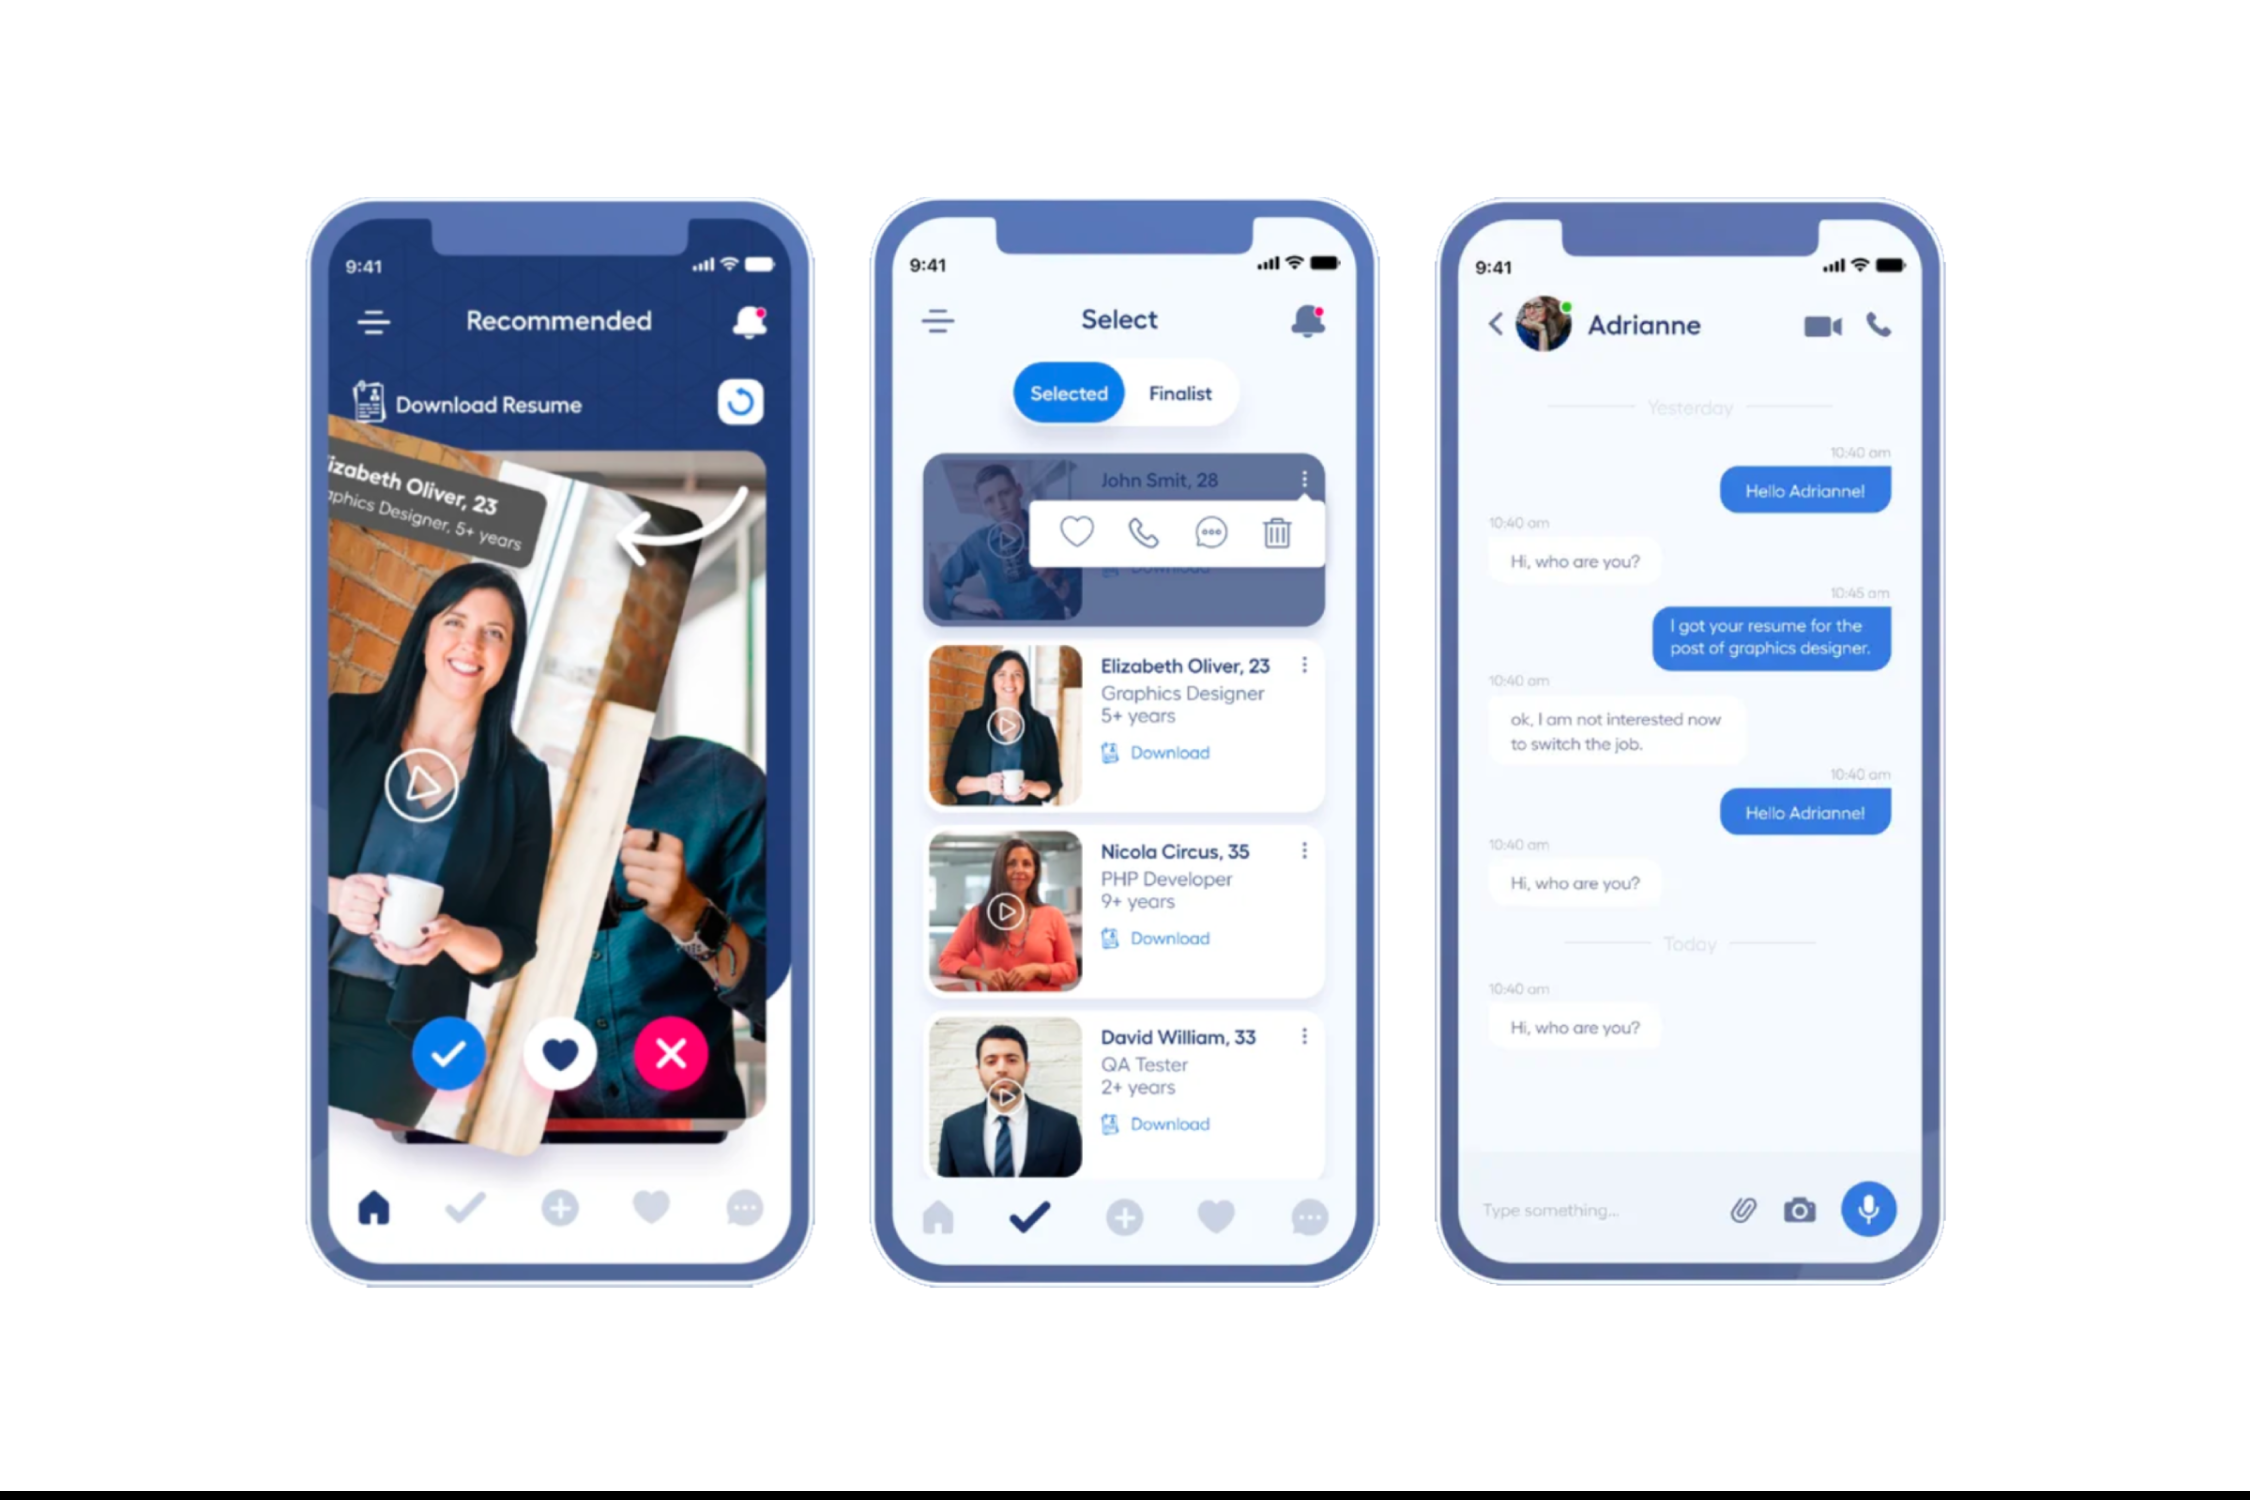 9:41
Recommended
Download Resume
izabeth Oliver, 23
phics Designer, 5+ years
9:41
Select
Selected Finalist
John Smit, 28
Download
Elizabeth Oliver, 23
Graphics Designer
5+ years
Download
Nicola Circus, 35
PHP Developer
9+ years
Download
David William, 33
QA Tester
2+ years
Download
9:41
Adrianne
Yesterday
10:40 am
Hello Adrianne!
10:40 am
Hi, who are you?
10:45 am
I got your resume for the
post of graphics designer.
10:40 am
ok, I am not interested now
to switch the job.
10:40 am
Hello Adrianne!
10:40 am
Hi, who are you?
Today
10:40 am
Hi, who are you?
Type something...